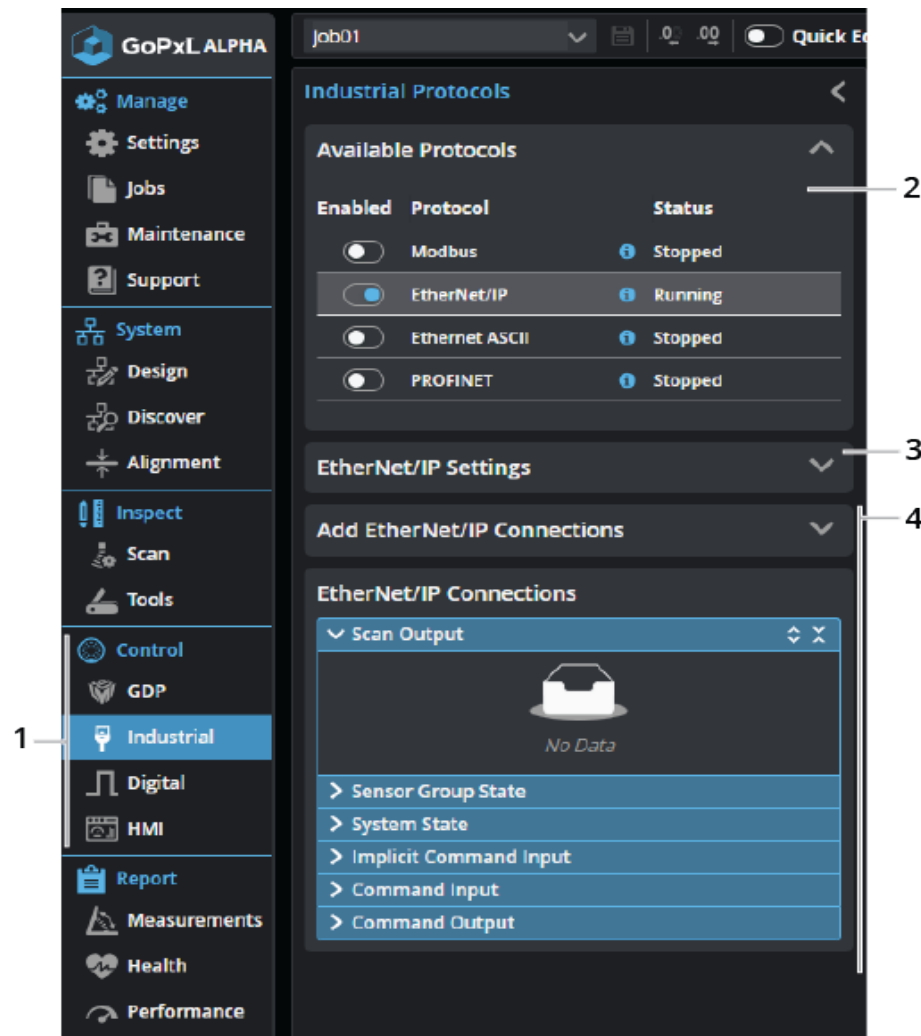 GoPxL ALPHA
Manage
Settings
Jobs
Maintenance
Support
System
Design
Discover
Alignment
Inspect
Scan
Tools
1
Control
GDP
Industrial
Digital
HMI
Report
Measurements
Health
Performance
Job01
.0 .00 Quick Ed
Industrial Protocols
Available Protocols
2
Enabled Protocol Status
Modbus Stopped
EtherNet/IP Running
Ethernet ASCII Stopped
PROFINET Stopped
EtherNet/IP Settings
3
Add EtherNet/IP Connections
4
EtherNet/IP Connections
Scan Output
No Data
Sensor Group State
System State
Implicit Command Input
Command Input
Command Output